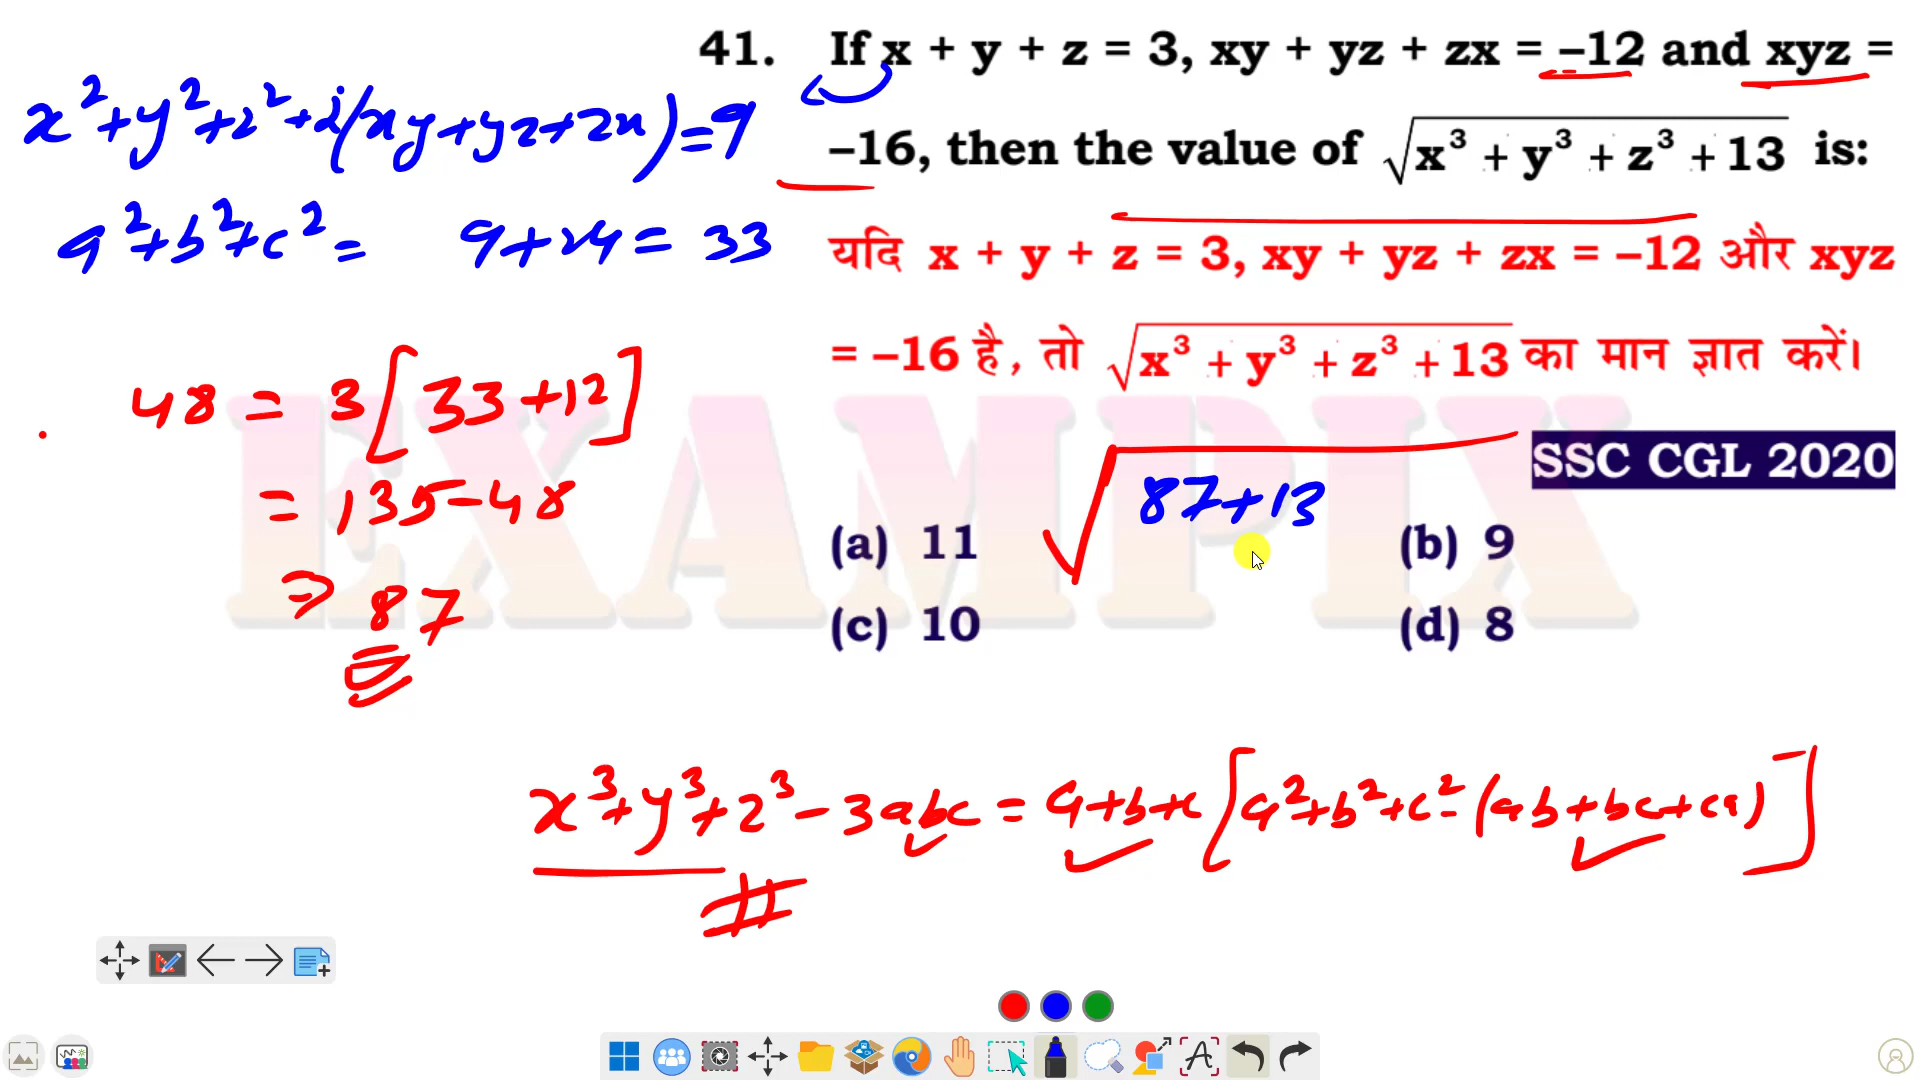 41. If x + y + z = 3, xy + yz + zx = –12 and xyz =
–16, then the value of √x³ + y³ + z³ + 13 is:
यदि x + y + z = 3, xy + yz + zx = –12 और xyz
= –16 है, तो √x³ + y³ + z³ + 13 का मान ज्ञात करें।
SSC CGL 2020
(a) 11 (b) 9
(c) 10 (d) 8
x²+y²+z²+2(xy+yz+zx)=9
a²+b²+c²= 9+24=33
48 = 3[33+12]
= 135-48
⇒ 87
√87+13
x³+y³+z³-3abc = a+b+c[a²+b²+c²-(ab+bc+ca)]
EXAMPIX